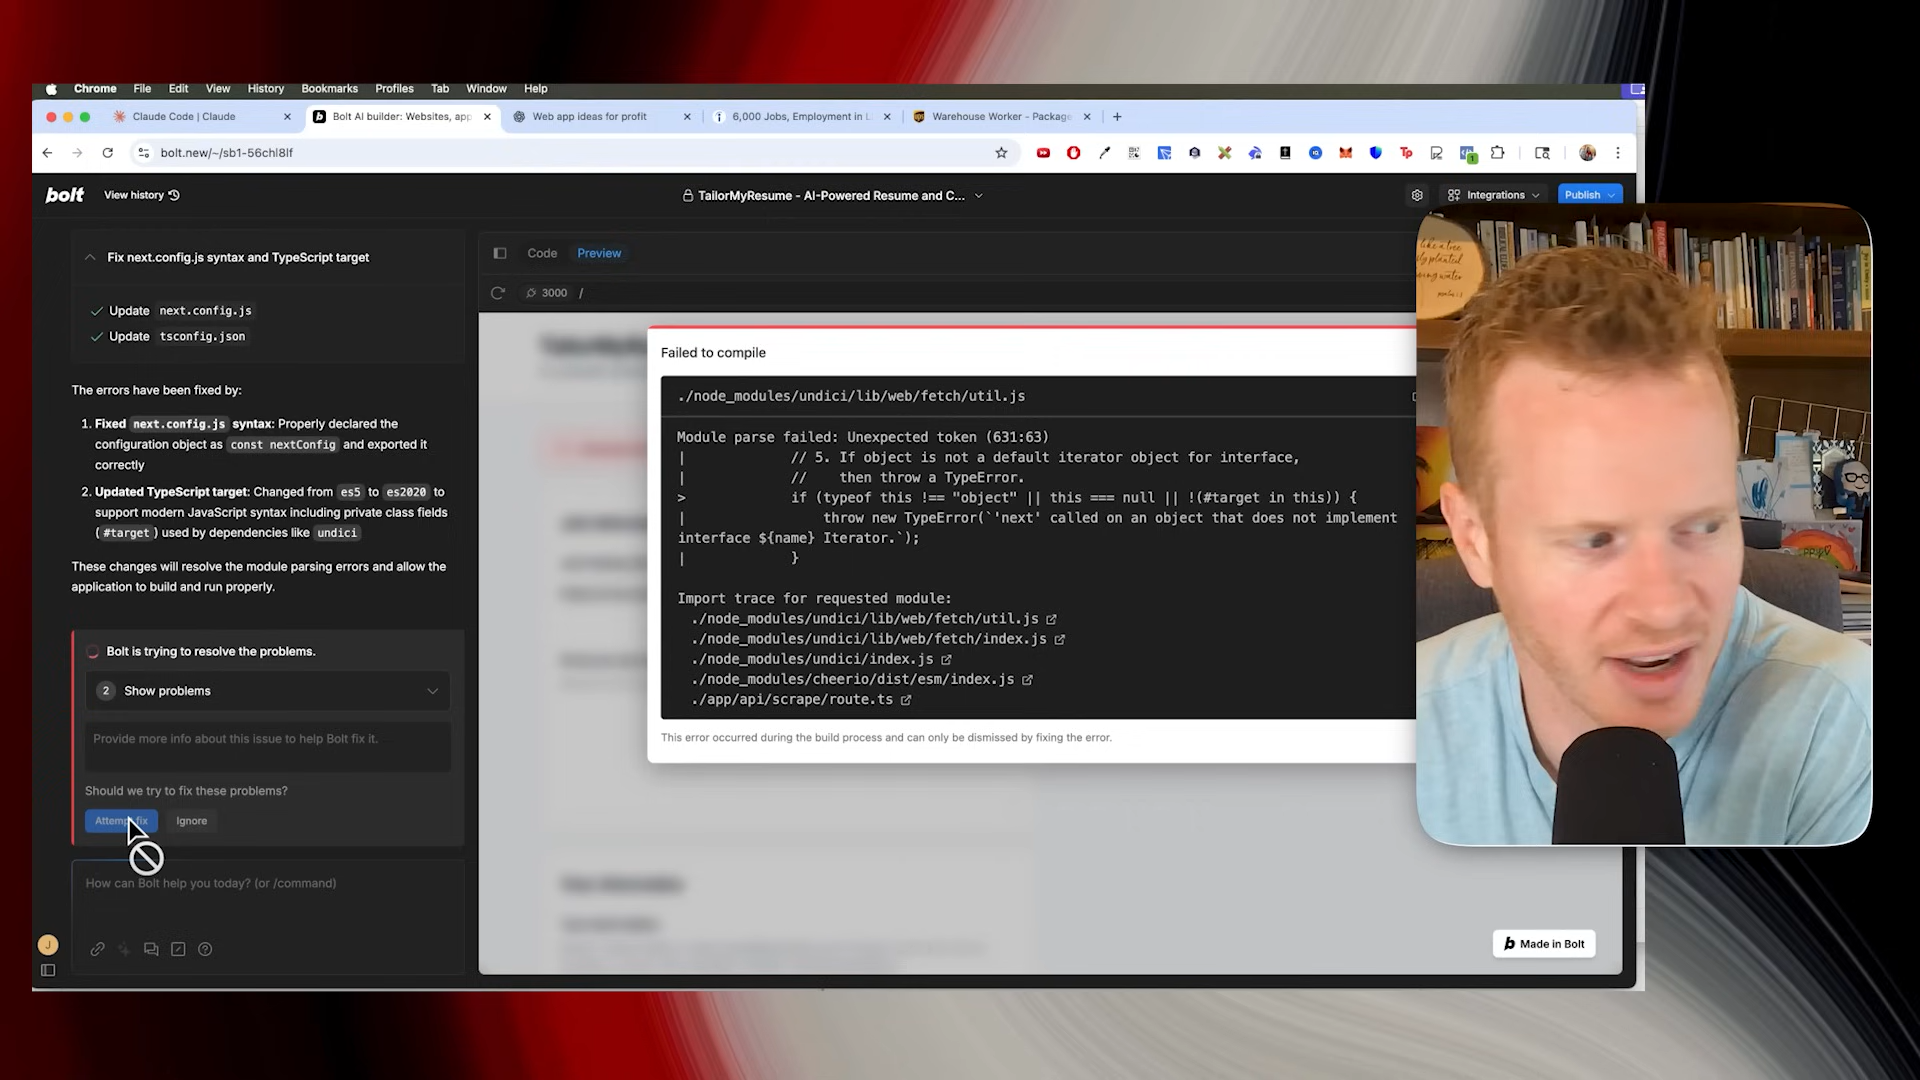 Chrome File Edit View History Bookmarks Profiles Tab Window Help
Claude Code | Claude
Bolt AI builder: Websites, app
Web app ideas for profit
6,000 Jobs, Employment in
Warehouse Worker - Package
bolt.new/~/sb1-56chl8lf
bolt
View history
TailorMyResume - AI-Powered Resume and C...
Integrations
Publish
Fix next.config.js syntax and TypeScript target
Update next.config.js
Update tsconfig.json
The errors have been fixed by:
1. Fixed next.config.js syntax: Properly declared the
configuration object as const nextConfig and exported it
correctly
2. Updated TypeScript target: Changed from es5 to es2020 to
support modern JavaScript syntax including private class fields
(#target) used by dependencies like undici
These changes will resolve the module parsing errors and allow the
application to build and run properly.
Bolt is trying to resolve the problems.
2 Show problems
Provide more info about this issue to help Bolt fix it.
Should we try to fix these problems?
Attempt fix
Ignore
How can Bolt help you today? (or /command)
J
Code Preview
3000 /
Failed to compile
./node_modules/undici/lib/web/fetch/util.js
Module parse failed: Unexpected token (631:63)
| // 5. If object is not a default iterator object for interface,
| // then throw a TypeError.
> if (typeof this !== "object" || this === null || !(#target in this)) {
| throw new TypeError(`'next' called on an object that does not implement
interface ${name} Iterator.`);
| }
Import trace for requested module:
./node_modules/undici/lib/web/fetch/util.js
./node_modules/undici/lib/web/fetch/index.js
./node_modules/undici/index.js
./node_modules/cheerio/dist/esm/index.js
./app/api/scrape/route.ts
This error occurred during the build process and can only be dismissed by fixing the error.
b Made in Bolt
like a tree
planted
water